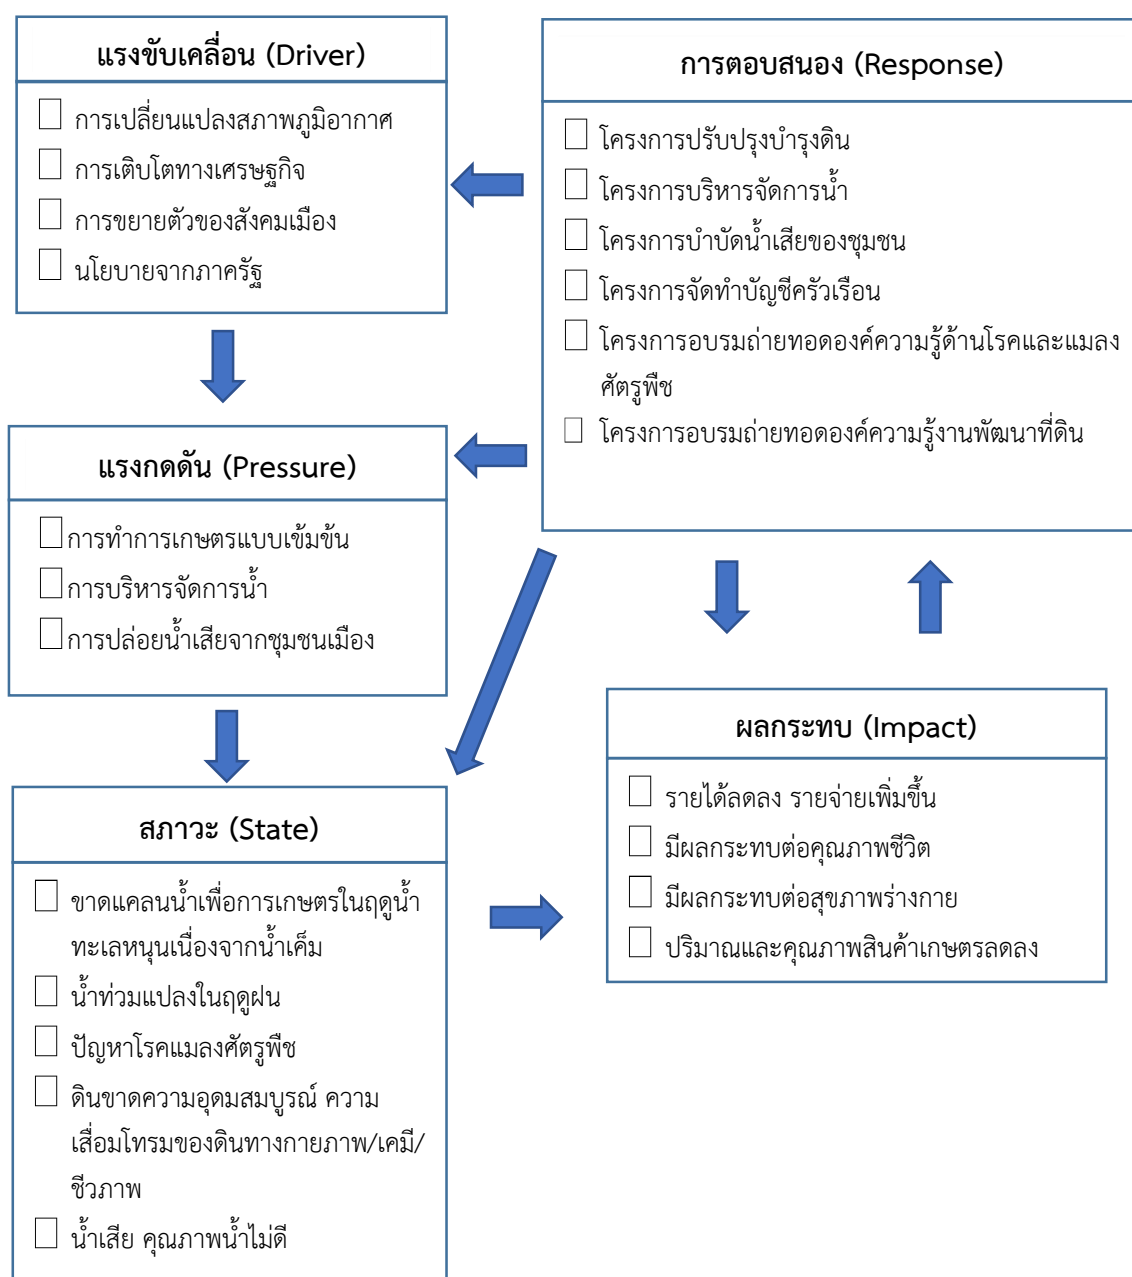 แรงขับเคลื่อน (Driver)
การเปลี่ยนแปลงสภาพภูมิอากาศ
การเติบโตทางเศรษฐกิจ
การขยายตัวของสังคมเมือง
นโยบายจากภาครัฐ
การตอบสนอง (Response)
โครงการปรับปรุงบำรุงดิน
โครงการบริหารจัดการน้ำ
โครงการบำบัดน้ำเสียของชุมชน
โครงการจัดทำบัญชีครัวเรือน
โครงการอบรมถ่ายทอดองค์ความรู้ด้านโรคและแมลง
ศัตรูพืช
โครงการอบรมถ่ายทอดองค์ความรู้งานพัฒนาที่ดิน
แรงกดดัน (Pressure)
การทำการเกษตรแบบเข้มข้น
การบริหารจัดการน้ำ
การปล่อยน้ำเสียจากชุมชนเมือง
สภาวะ (State)
ขาดแคลนน้ำเพื่อการเกษตรในฤดูน้ำ
ทะเลหนุนเนื่องจากน้ำเค็ม
น้ำท่วมแปลงในฤดูฝน
ปัญหาโรคแมลงศัตรูพืช
ดินขาดความอุดมสมบูรณ์ ความ
เสื่อมโทรมของดินทางกายภาพ/เคมี/
ชีวภาพ
น้ำเสีย คุณภาพน้ำไม่ดี
ผลกระทบ (Impact)
รายได้ลดลง รายจ่ายเพิ่มขึ้น
มีผลกระทบต่อคุณภาพชีวิต
มีผลกระทบต่อสุขภาพร่างกาย
ปริมาณและคุณภาพสินค้าเกษตรลดลง